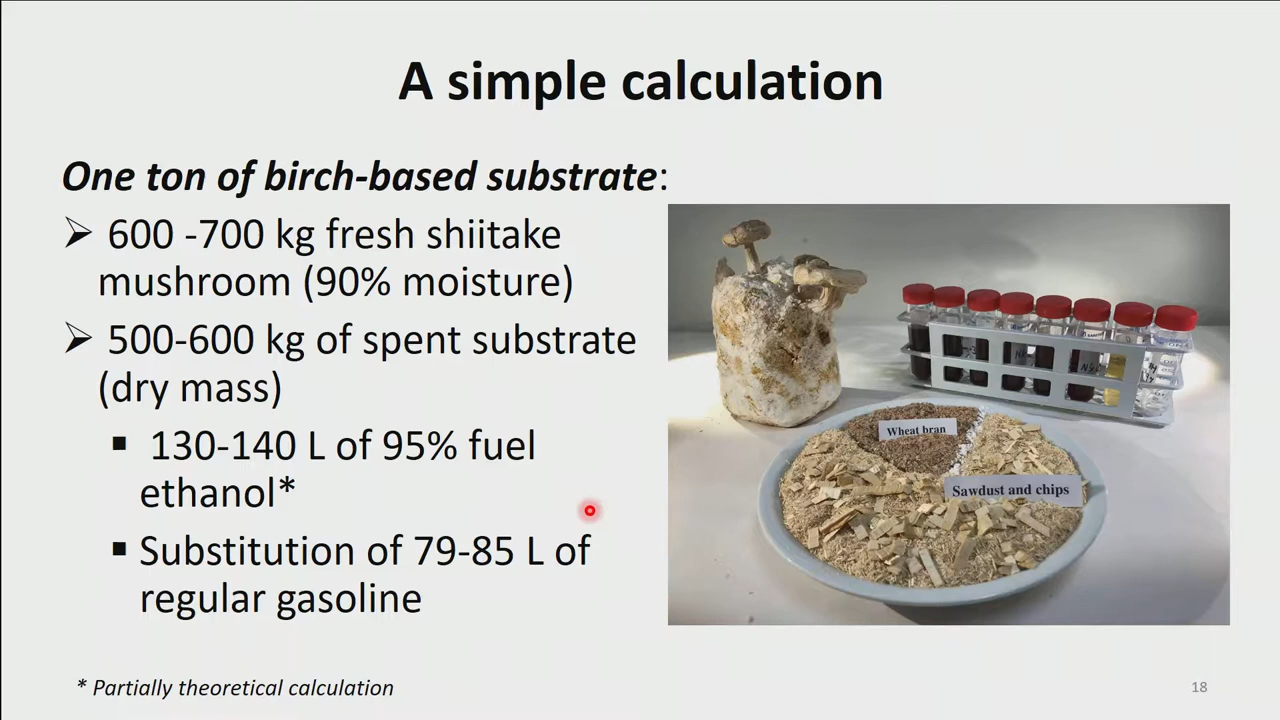 A simple calculation
One ton of birch-based substrate:
➢ 600 -700 kg fresh shiitake
mushroom (90% moisture)
➢ 500-600 kg of spent substrate
(dry mass)
▪ 130-140 L of 95% fuel
ethanol*
▪ Substitution of 79-85 L of
regular gasoline
Wheat bran
Sawdust and chips
* Partially theoretical calculation
18